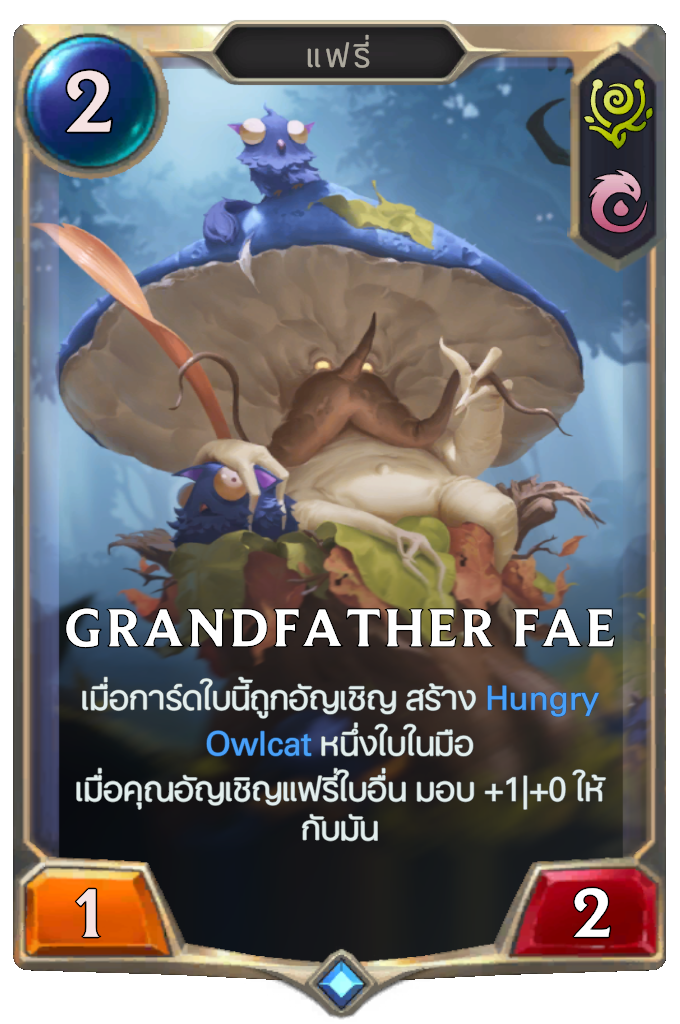 แฟรี่
2
GRANDFATHER FAE
เมื่อการ์ดใบนี้ถูกอัญเชิญ สร้าง Hungry
Owlcat หนึ่งใบในมือ
เมื่อคุณอัญเชิญแฟรี่ใบอื่น มอบ +1|+0 ให้
กับมัน
1
2